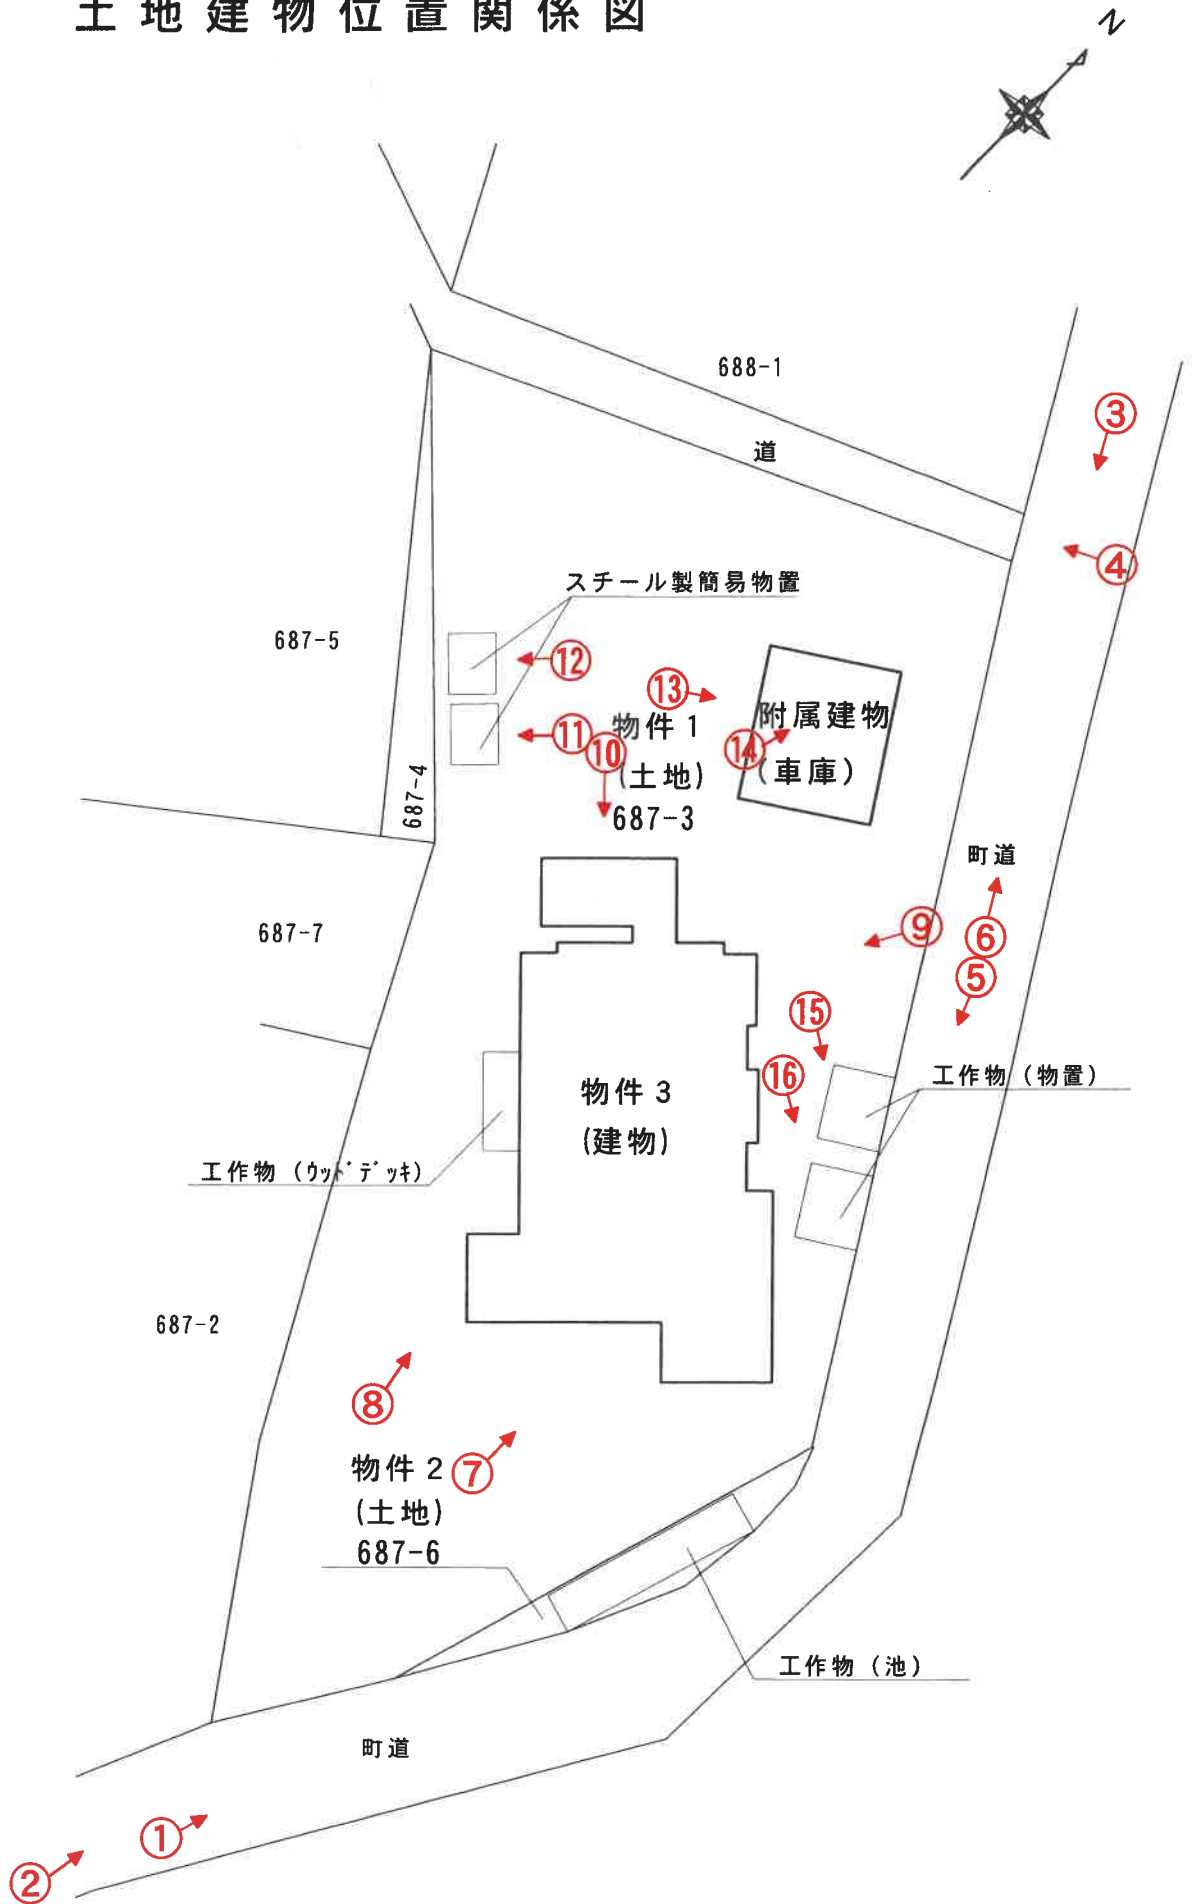 土地建物位置関係図
N
688-1
③
道
④
スチール製簡易物置
687-5
⑫
⑬
物件1
附属建物
⑪
⑩
⑭
(土地)
(車庫)
687-4
687-3
町道
⑨
687-7
⑥
⑤
⑮
⑯
工作物(物置)
物件3
(建物)
工作物(ウッドデッキ)
687-2
⑧
物件2
⑦
(土地)
687-6
工作物(池)
町道
①
②